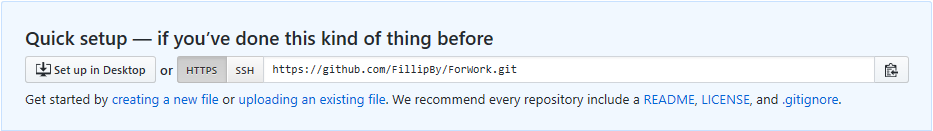 Quick setup — if you’ve done this kind of thing before
Set up in Desktop or HTTPS SSH https://github.com/FillipBy/ForWork.git
Get started by creating a new file or uploading an existing file. We recommend every repository include a README, LICENSE, and .gitignore.